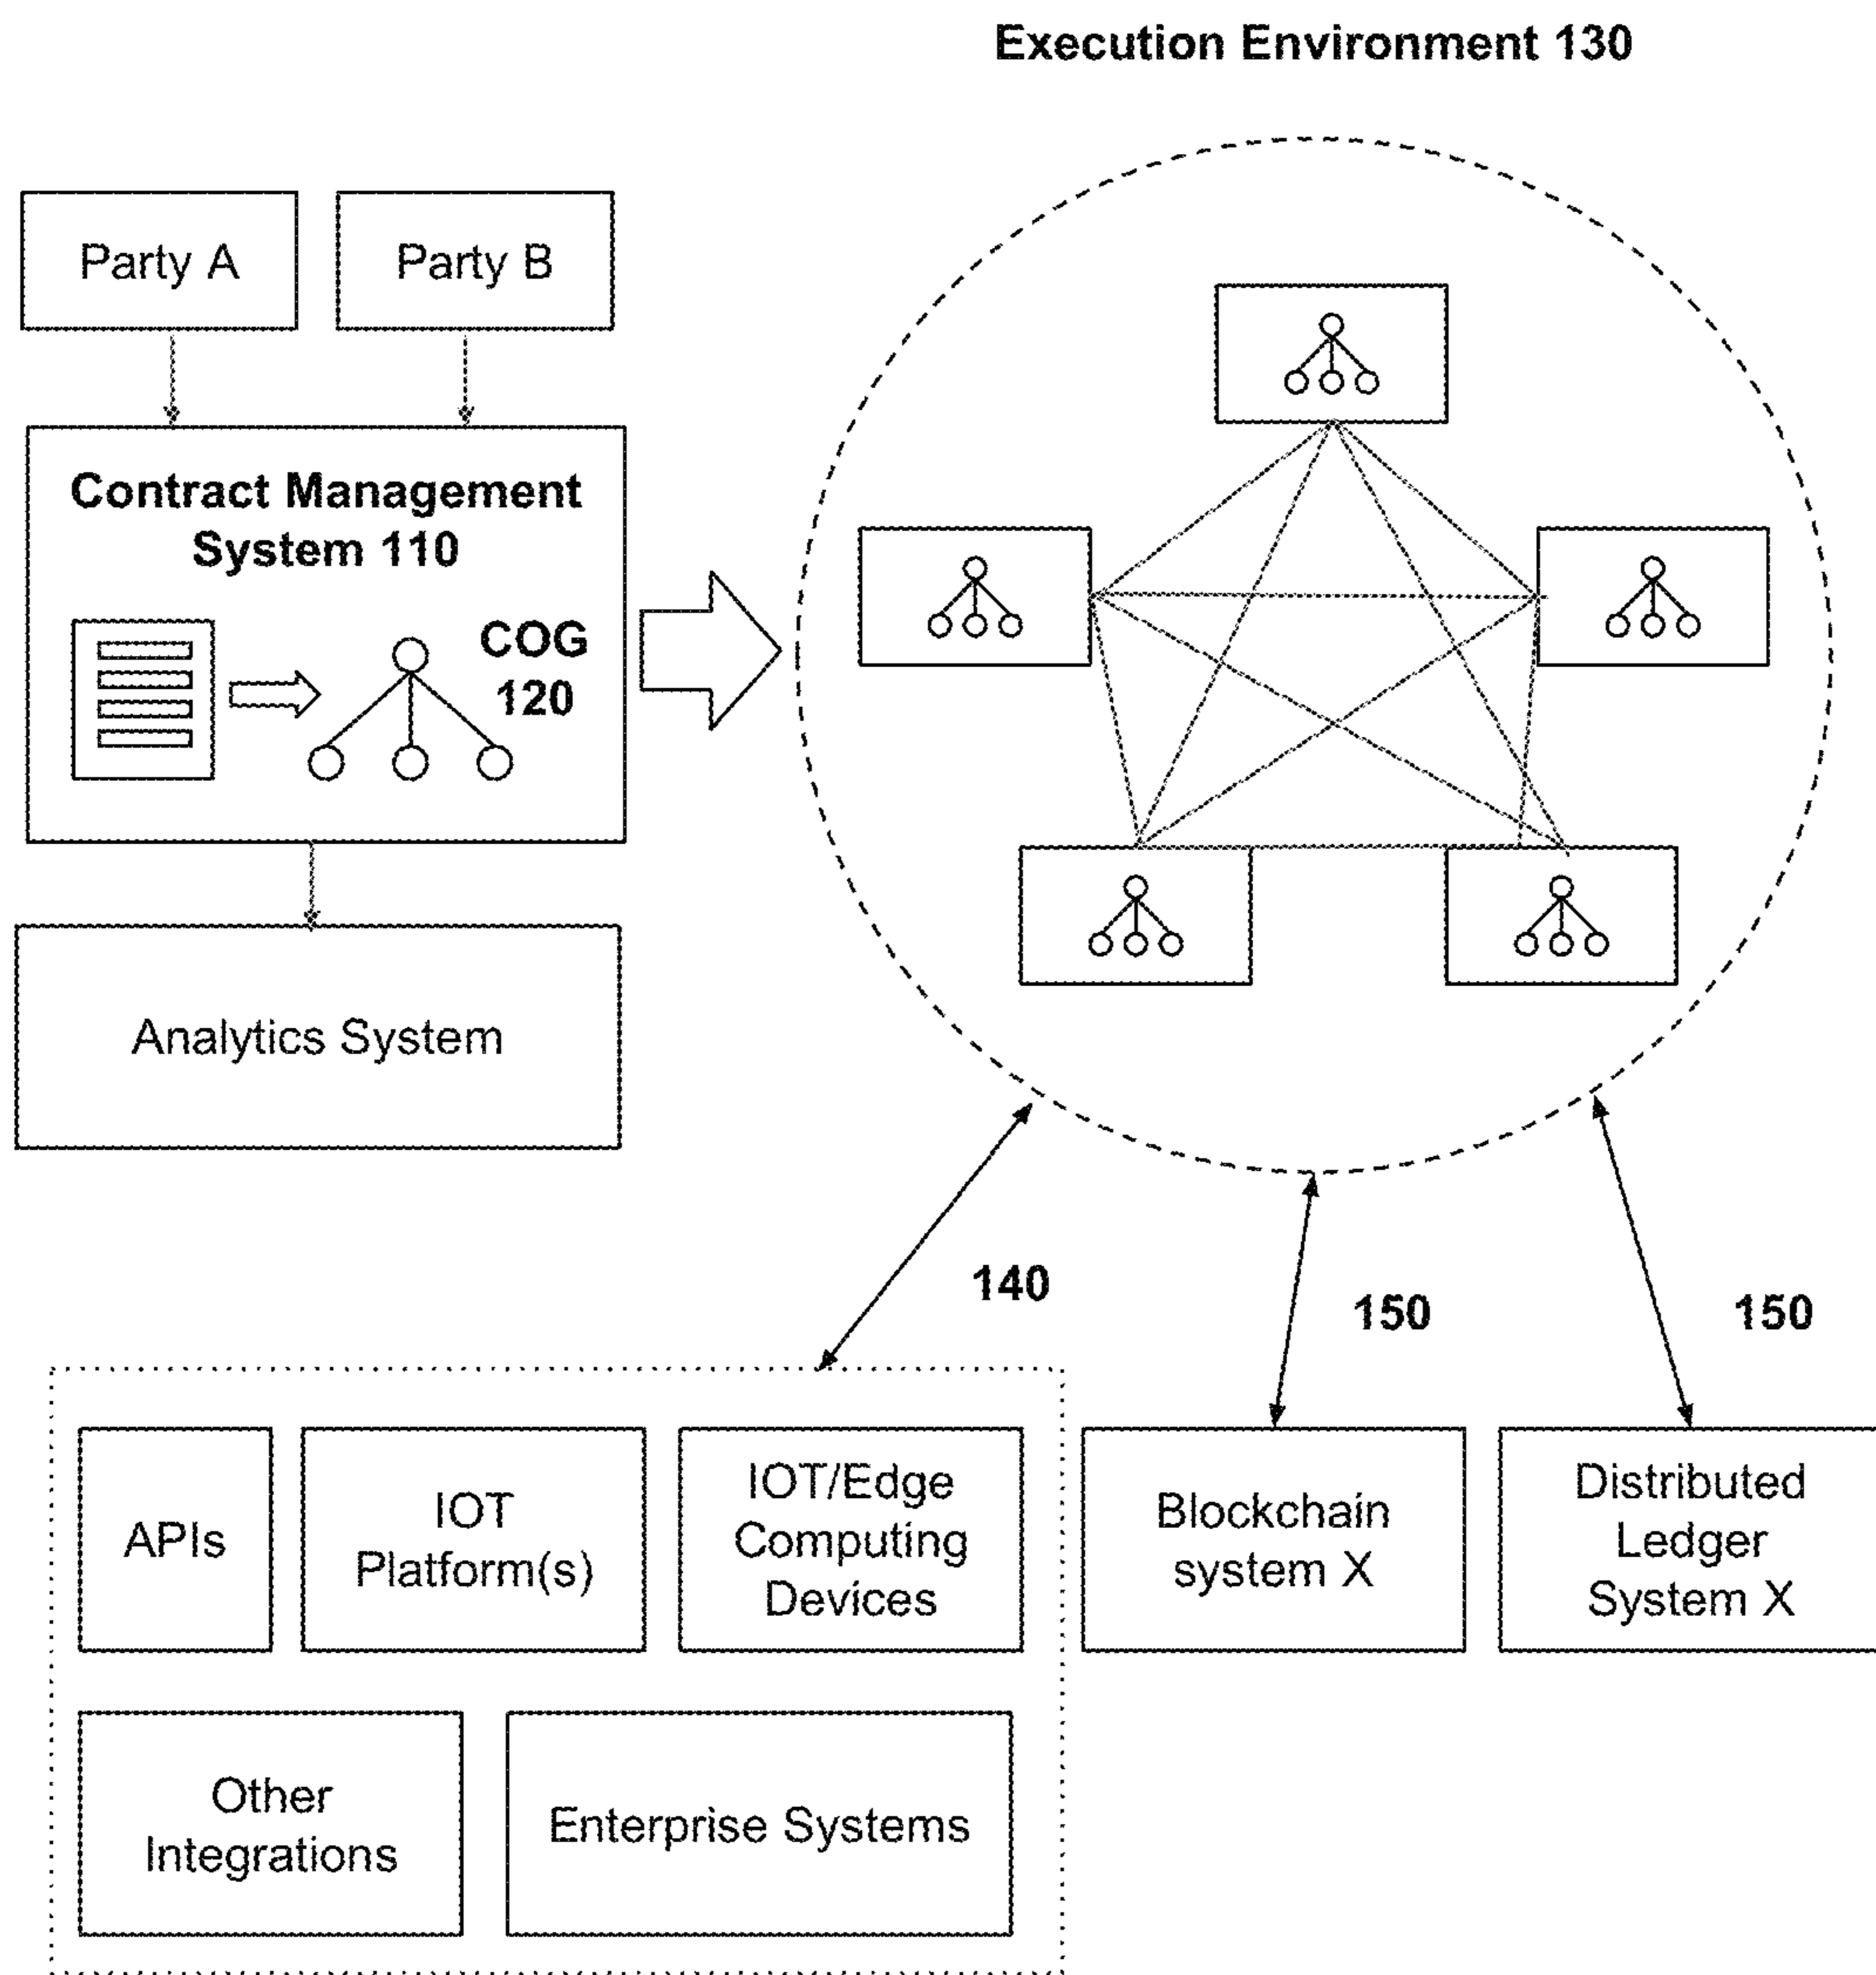 Execution Environment 130
Party A
Party B
Contract Management
System 110
COG
120
Analytics System
140
150
150
APIs
IOT
Platform(s)
IOT/Edge
Computing
Devices
Blockchain
system X
Distributed
Ledger
System X
Other
Integrations
Enterprise Systems